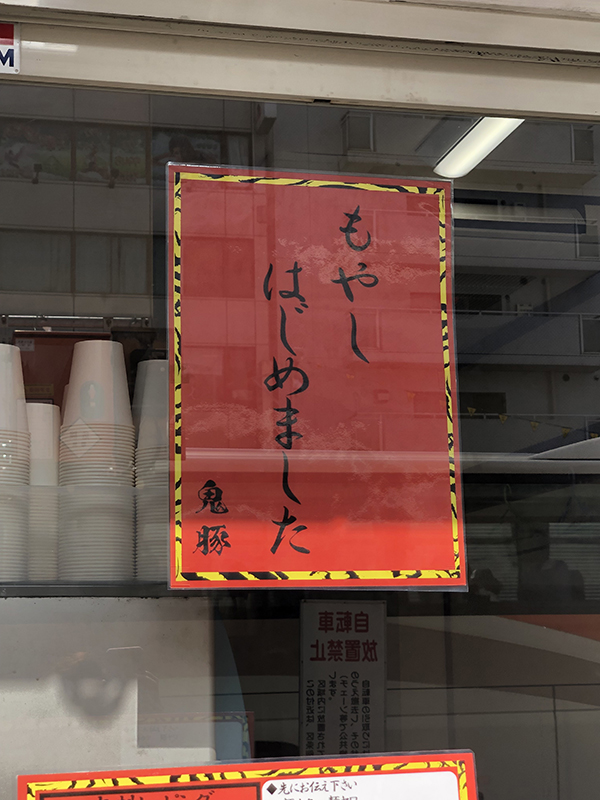 もやし
はじめました
鬼豚
自転車
放置禁止
◆先にお伝え下さい
M